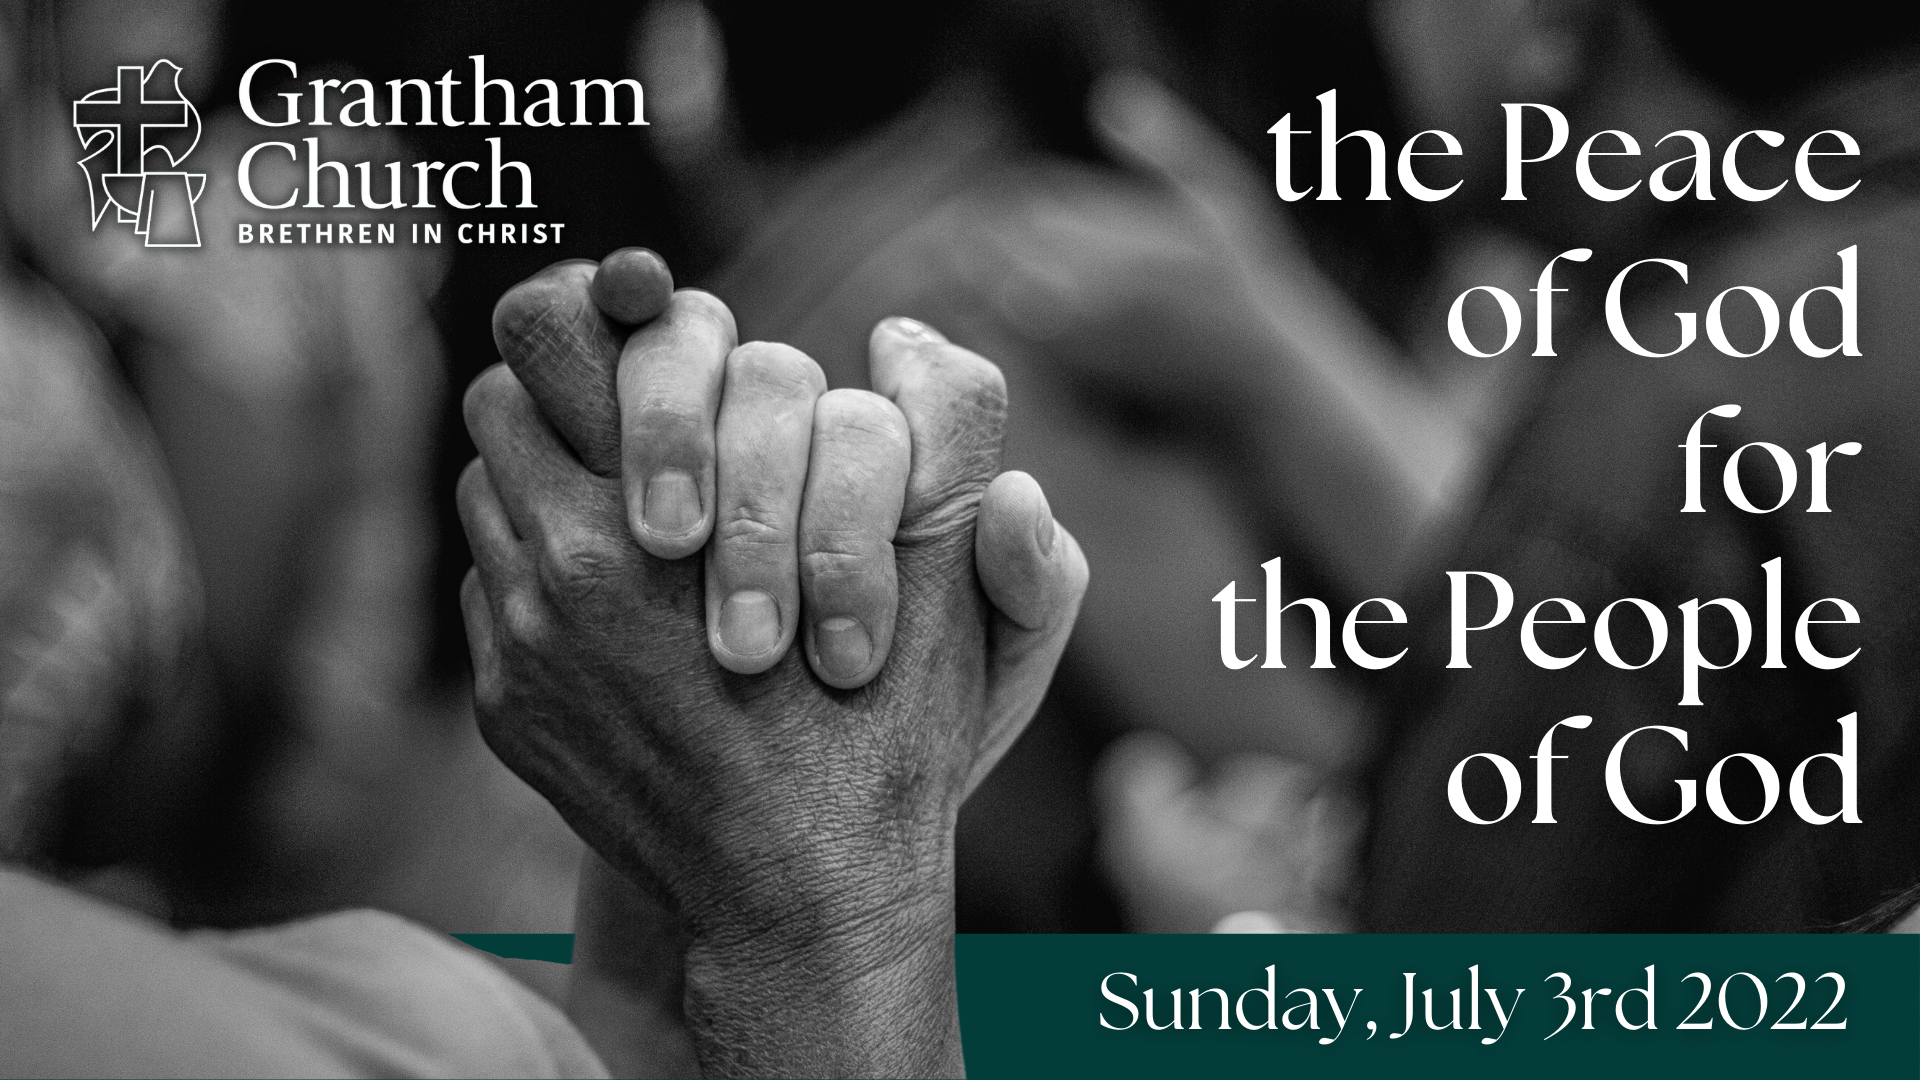 Grantham
Church
BRETHREN IN CHRIST
the Peace
of God
for
the People
of God
Sunday, July 3rd 2022